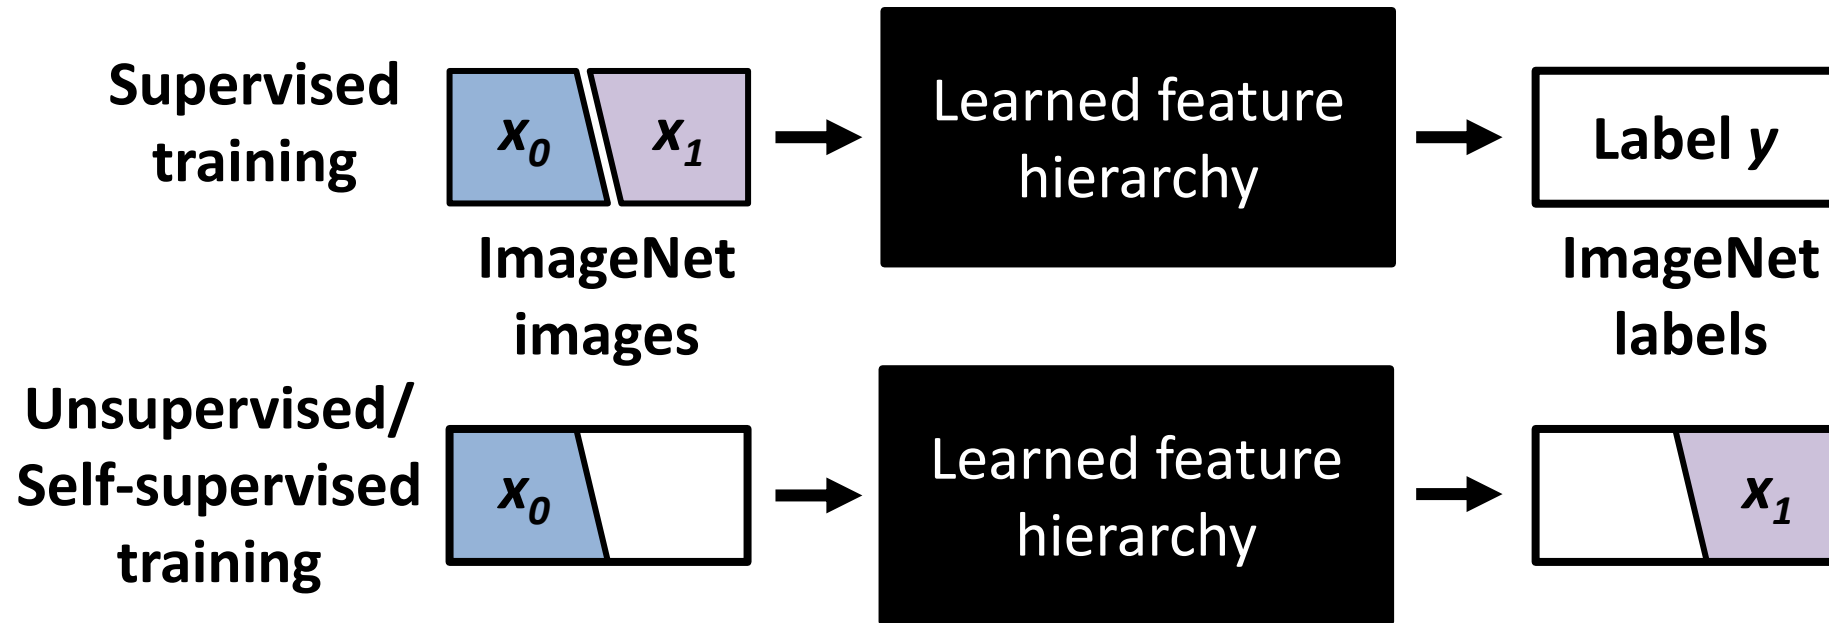 Supervised
training
x0
x1
Learned feature
hierarchy
Label y
ImageNet
images
ImageNet
labels
Unsupervised/
Self-supervised
training
x0
Learned feature
hierarchy
x1